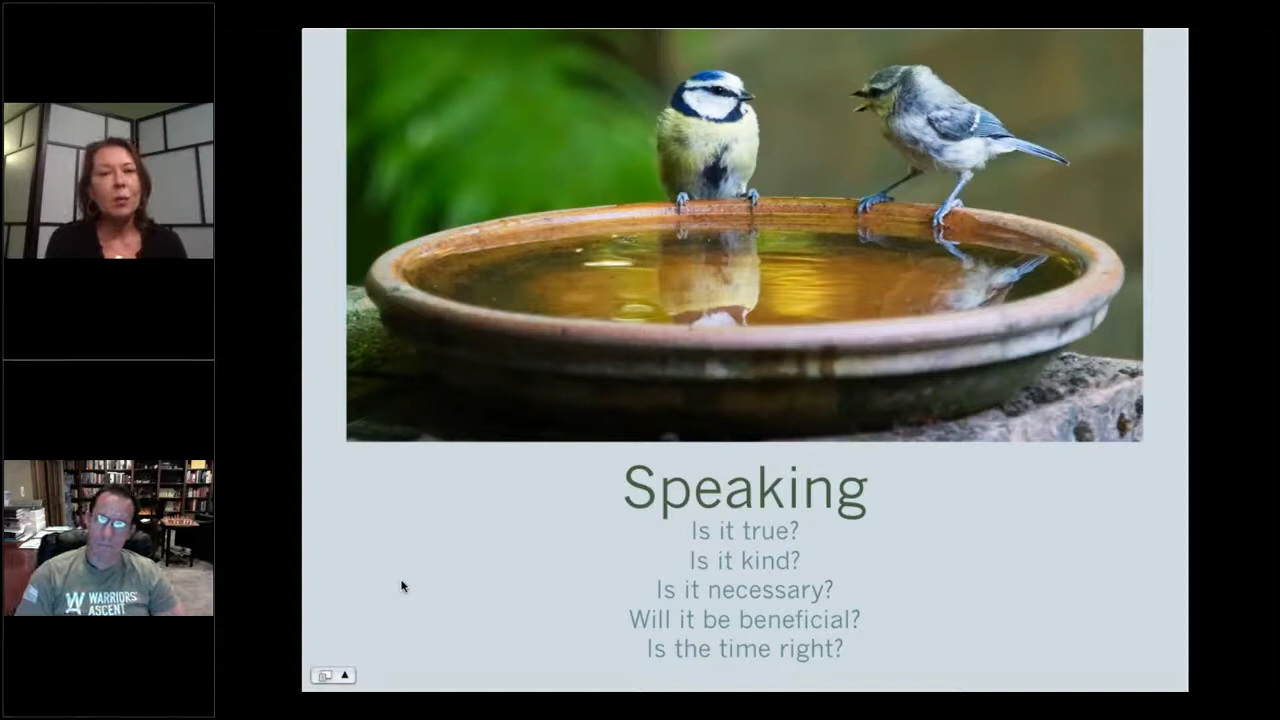 Speaking
Is it true?
Is it kind?
Is it necessary?
Will it be beneficial?
Is the time right?
WARRIORS'
ASCENT